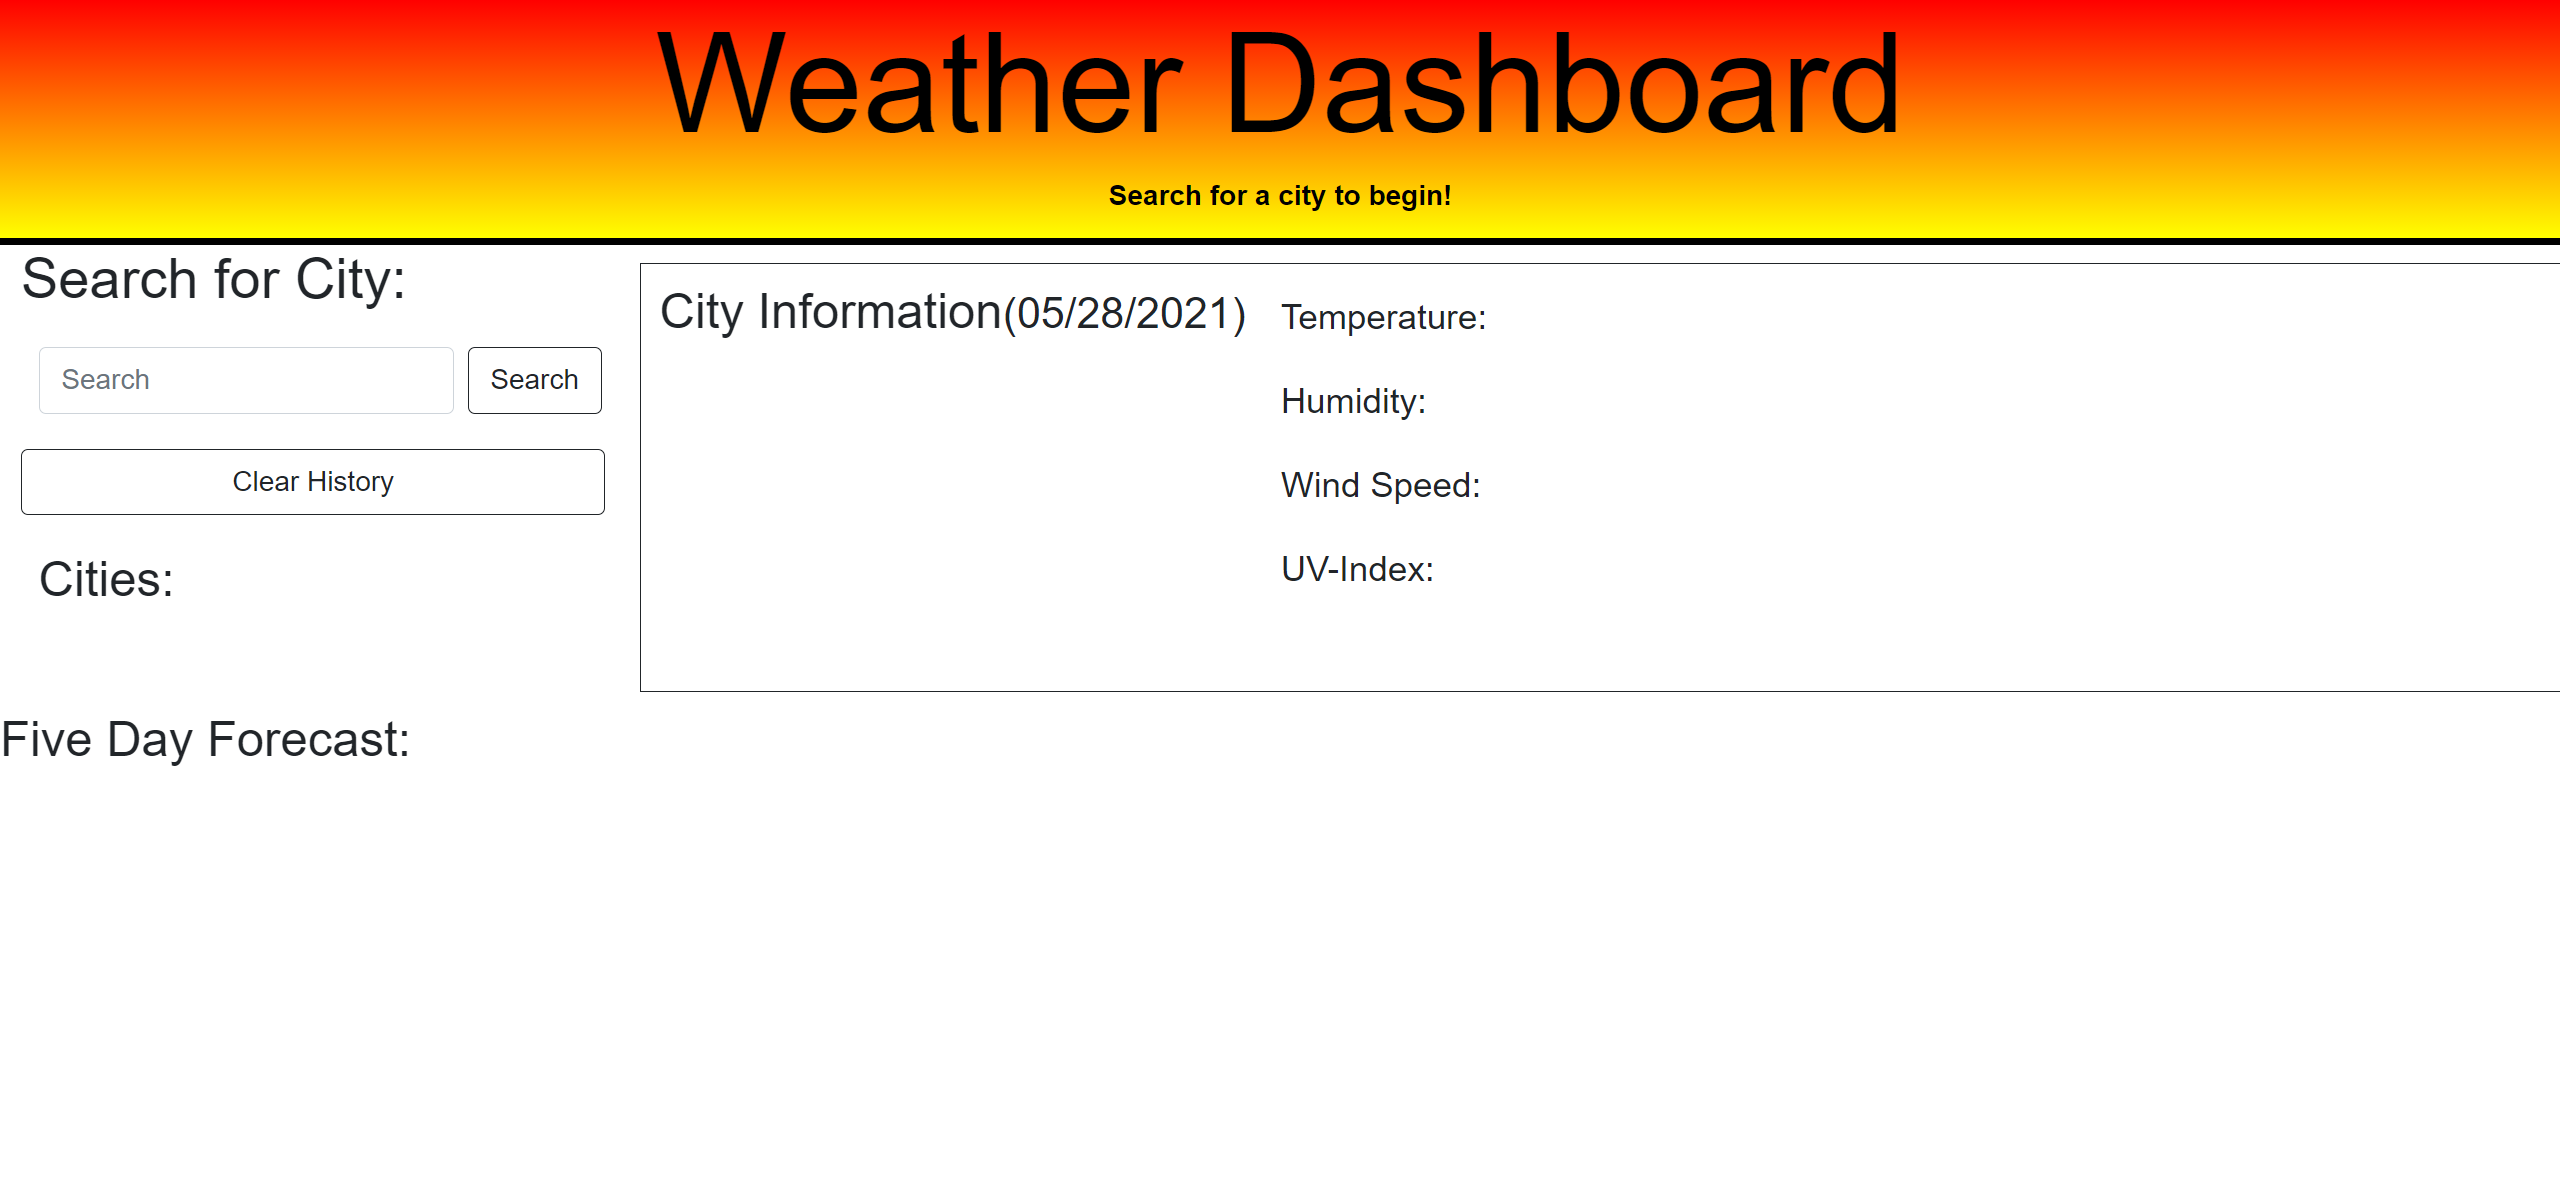 Weather Dashboard
Search for a city to begin!
Search for City:
Search Search
Clear History
Cities:
City Information(05/28/2021)
Temperature:
Humidity:
Wind Speed:
UV-Index:
Five Day Forecast: